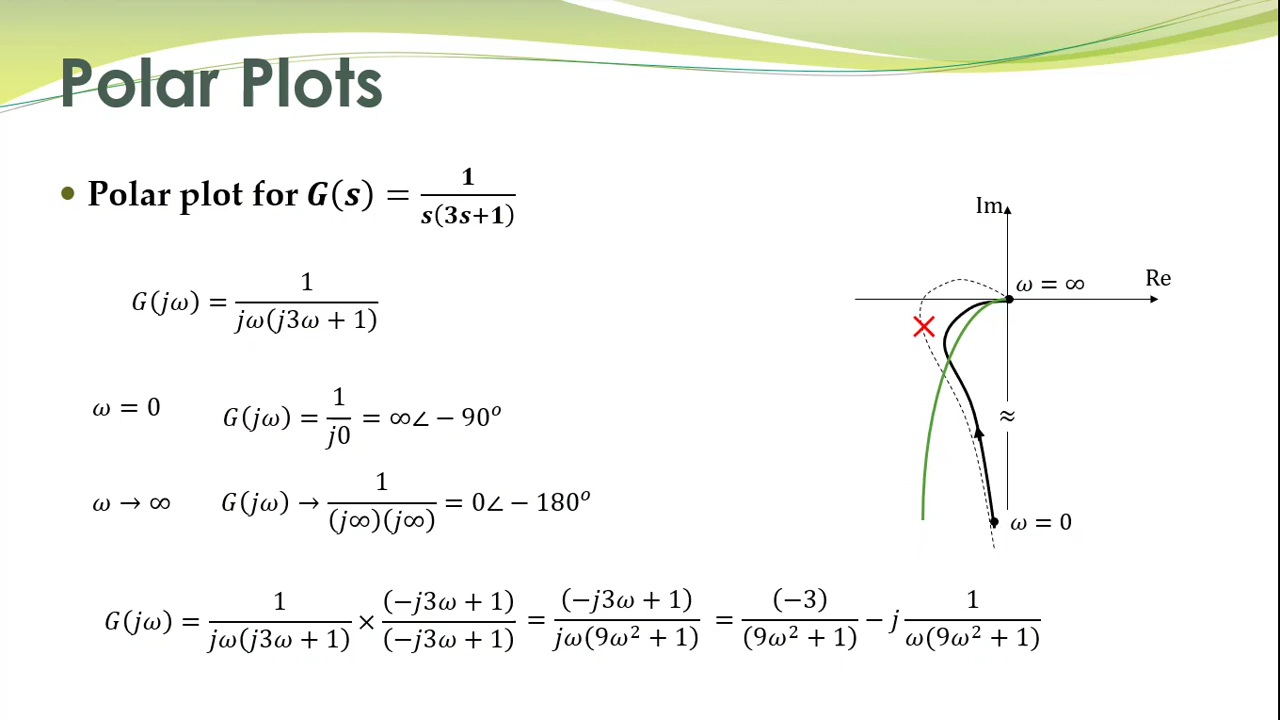 Polar Plots
• Polar plot for G(s) = 1/(s(3s+1))
G(jω) = 1/(jω(j3ω + 1))
ω = 0 G(jω) = 1/j0 = ∞∠ − 90°
ω → ∞ G(jω) → 1/((j∞)(j∞)) = 0∠ − 180°
G(jω) = 1/(jω(j3ω + 1)) × (−j3ω + 1)/(−j3ω + 1) = (−j3ω + 1)/(jω(9ω² + 1)) = (−3)/(9ω² + 1) − j 1/(ω(9ω² + 1))
Im
Re
ω = ∞
≈
ω = 0